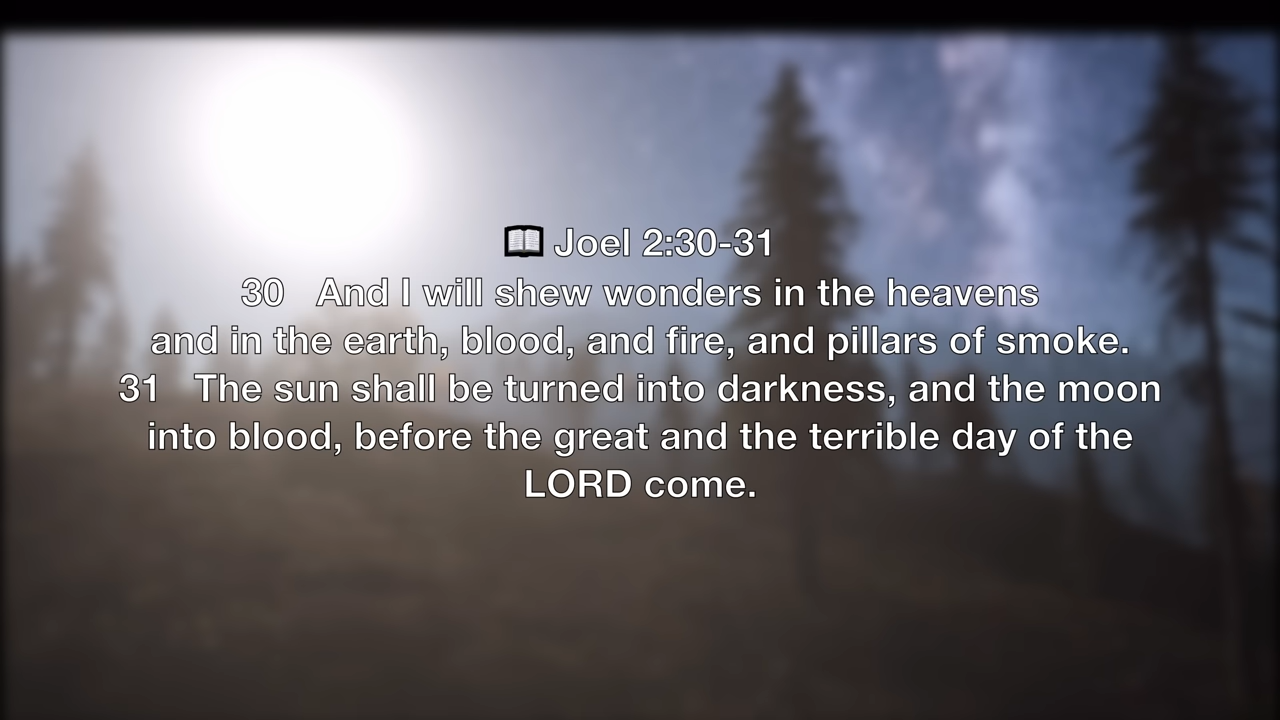 📖 Joel 2:30-31
30 And I will shew wonders in the heavens
and in the earth, blood, and fire, and pillars of smoke.
31 The sun shall be turned into darkness, and the moon
into blood, before the great and the terrible day of the
LORD come.